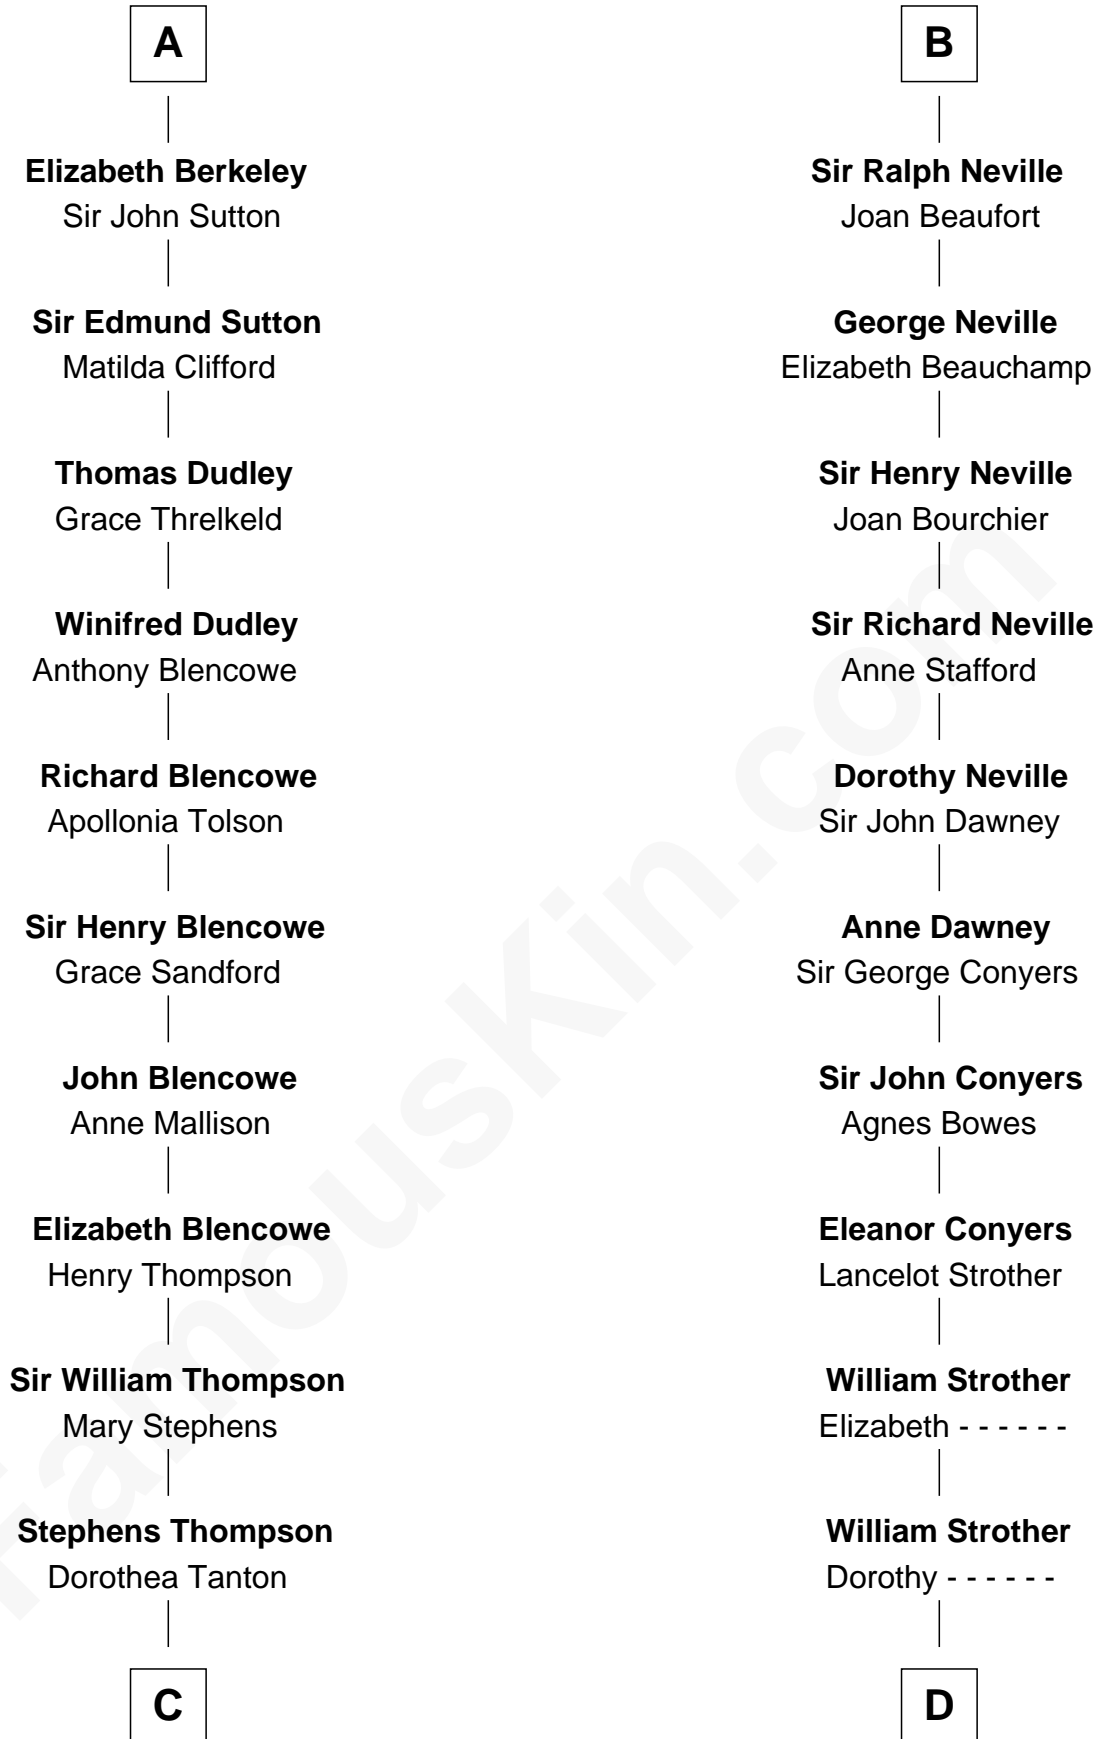 A
Elizabeth Berkeley
Sir John Sutton
Sir Edmund Sutton
Matilda Clifford
Thomas Dudley
Grace Threlkeld
Winifred Dudley
Anthony Blencowe
Richard Blencowe
Apollonia Tolson
Sir Henry Blencowe
Grace Sandford
John Blencowe
Anne Mallison
Elizabeth Blencowe
Henry Thompson
Sir William Thompson
Mary Stephens
Stephens Thompson
Dorothea Tanton
C
B
Sir Ralph Neville
Joan Beaufort
George Neville
Elizabeth Beauchamp
Sir Henry Neville
Joan Bourchier
Sir Richard Neville
Anne Stafford
Dorothy Neville
Sir John Dawney
Anne Dawney
Sir George Conyers
Sir John Conyers
Agnes Bowes
Eleanor Conyers
Lancelot Strother
William Strother
Elizabeth - - - - - -
William Strother
Dorothy - - - - - -
D
FamousKin.com